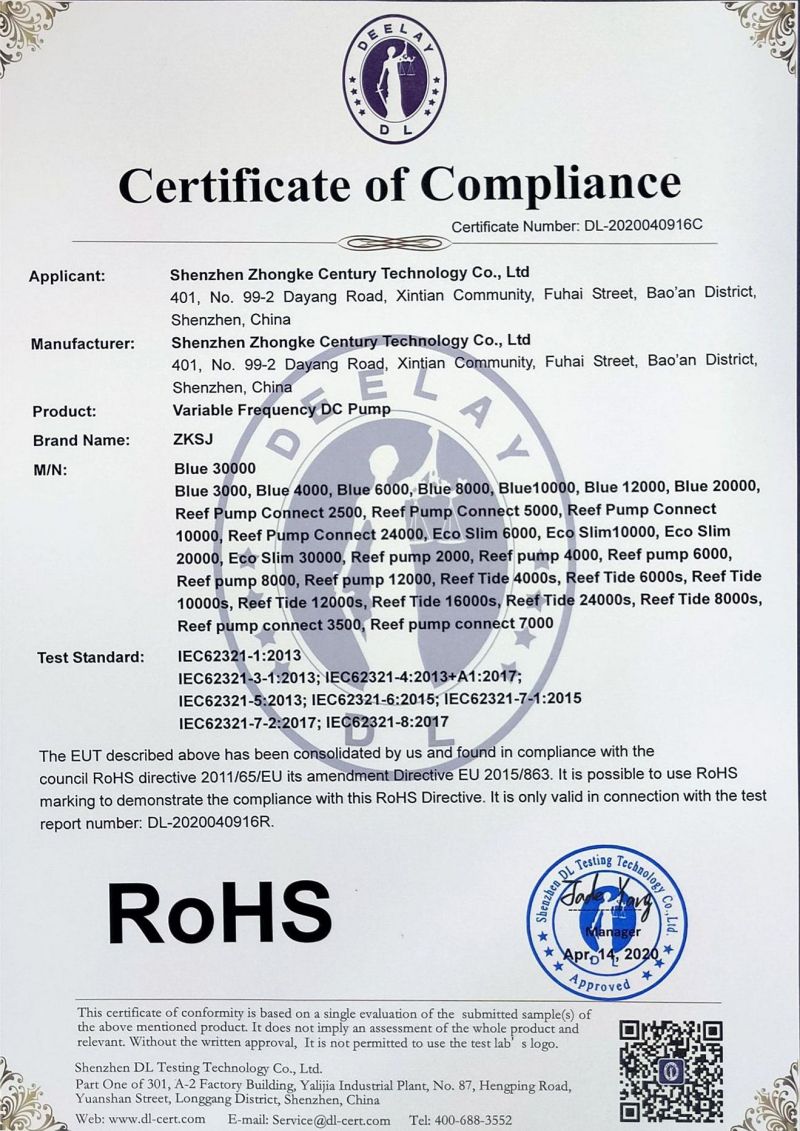 DEELAY
DL
Certificate of Compliance
Certificate Number: DL-2020040916C
Applicant: Shenzhen Zhongke Century Technology Co., Ltd
401, No. 99-2 Dayang Road, Xintian Community, Fuhai Street, Bao'an District,
Shenzhen, China
Manufacturer: Shenzhen Zhongke Century Technology Co., Ltd
401, No. 99-2 Dayang Road, Xintian Community, Fuhai Street, Bao'an District,
Shenzhen, China
Product: Variable Frequency DC Pump
Brand Name: ZKSJ
M/N: Blue 30000
Blue 3000, Blue 4000, Blue 6000, Blue 8000, Blue10000, Blue 12000, Blue 20000,
Reef Pump Connect 2500, Reef Pump Connect 5000, Reef Pump Connect
10000, Reef Pump Connect 24000, Eco Slim 6000, Eco Slim10000, Eco Slim
20000, Eco Slim 30000, Reef pump 2000, Reef pump 4000, Reef pump 6000,
Reef pump 8000, Reef pump 12000, Reef Tide 4000s, Reef Tide 6000s, Reef Tide
10000s, Reef Tide 12000s, Reef Tide 16000s, Reef Tide 24000s, Reef Tide 8000s,
Reef pump connect 3500, Reef pump connect 7000
Test Standard: IEC62321-1:2013
IEC62321-3-1:2013; IEC62321-4:2013+A1:2017;
IEC62321-5:2013; IEC62321-6:2015; IEC62321-7-1:2015
IEC62321-7-2:2017; IEC62321-8:2017
DEELAY
DL
The EUT described above has been consolidated by us and found in compliance with the
council RoHS directive 2011/65/EU its amendment Directive EU 2015/863. It is possible to use RoHS
marking to demonstrate the compliance with this RoHS Directive. It is only valid in connection with the test
report number: DL-2020040916R.
RoHS
Shenzhen DL Testing Technology Co.,Ltd.
Jade Yang
Manager
Apr. 14, 2020
DL
Approved
This certificate of conformity is based on a single evaluation of the submitted sample(s) of
the above mentioned product. It does not imply an assessment of the whole product and
relevant. Without the written approval, It is not permitted to use the test lab's logo.
Shenzhen DL Testing Technology Co., Ltd.
Part One of 301, A-2 Factory Building, Yalijia Industrial Plant, No. 87, Hengping Road,
Yuanshan Street, Longgang District, Shenzhen, China
Web: www.dl-cert.com E-mail: Service@dl-cert.com Tel: 400-688-3552